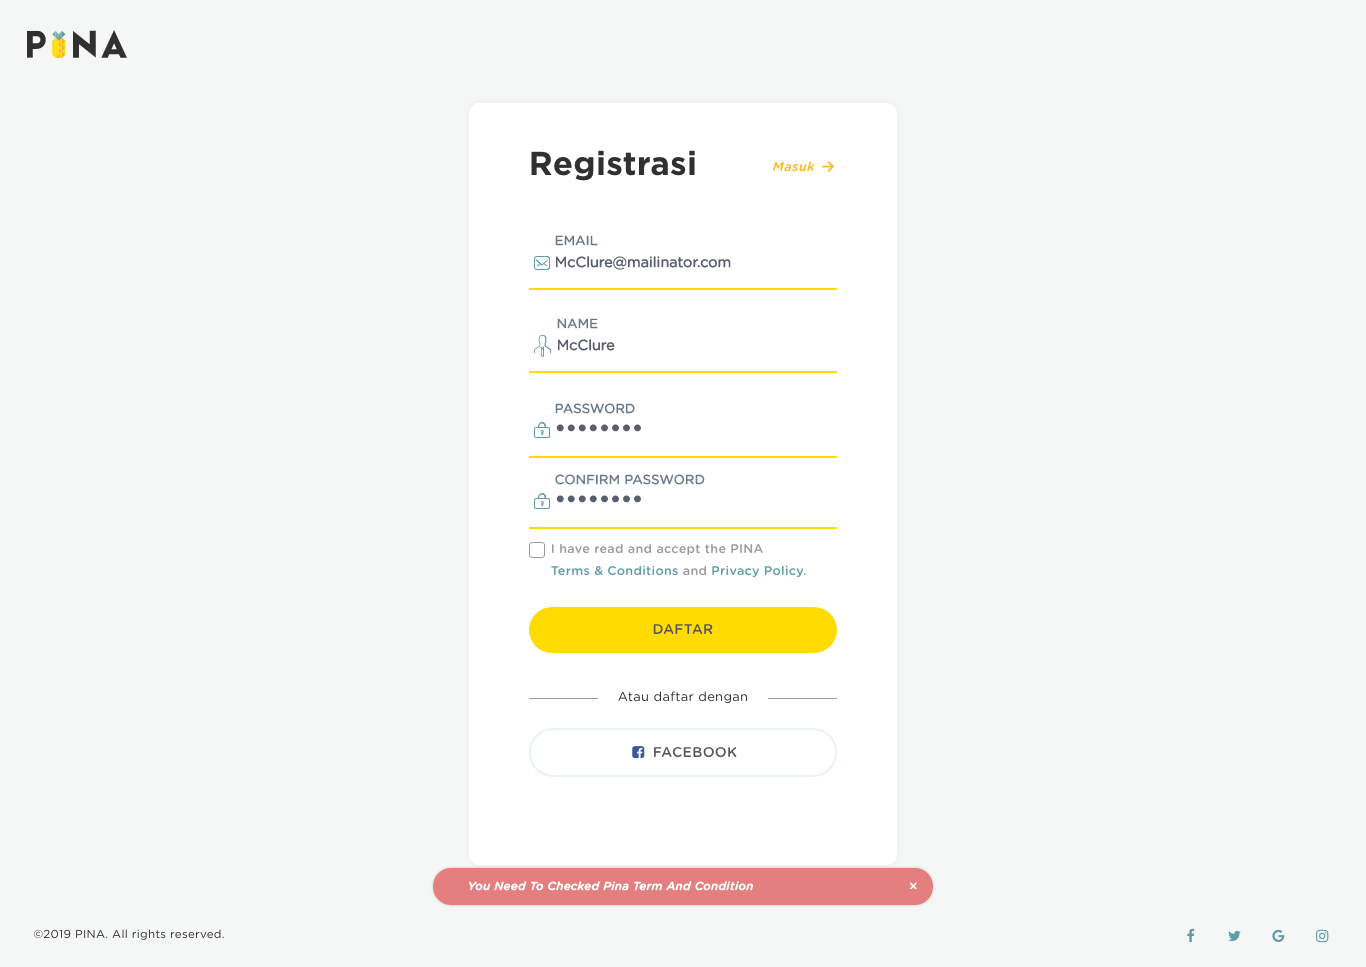 PINA
Registrasi
Masuk →
EMAIL
McClure@mailinator.com
NAME
McClure
PASSWORD
••••••••
CONFIRM PASSWORD
••••••••
I have read and accept the PINA
Terms & Conditions and Privacy Policy.
DAFTAR
Atau daftar dengan
FACEBOOK
You Need To Checked Pina Term And Condition ×
©2019 PINA. All rights reserved.